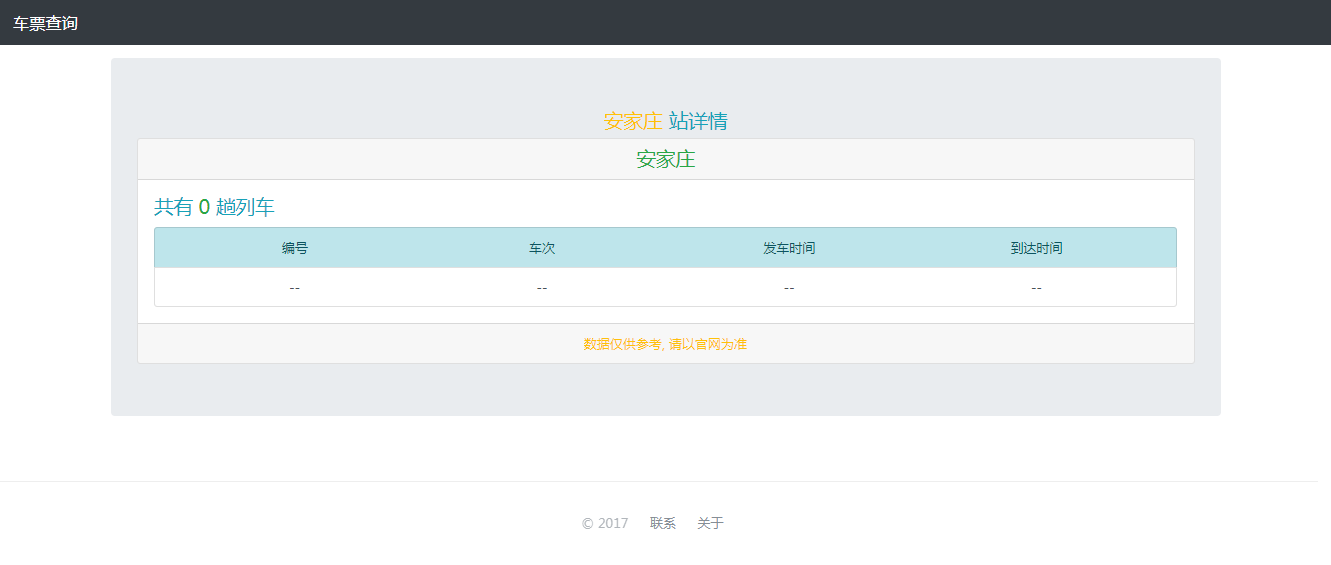 车票查询
安家庄 站详情
安家庄
共有 0 趟列车
编号 车次 发车时间 到达时间
-- -- -- --
数据仅供参考, 请以官网为准
© 2017 联系 关于